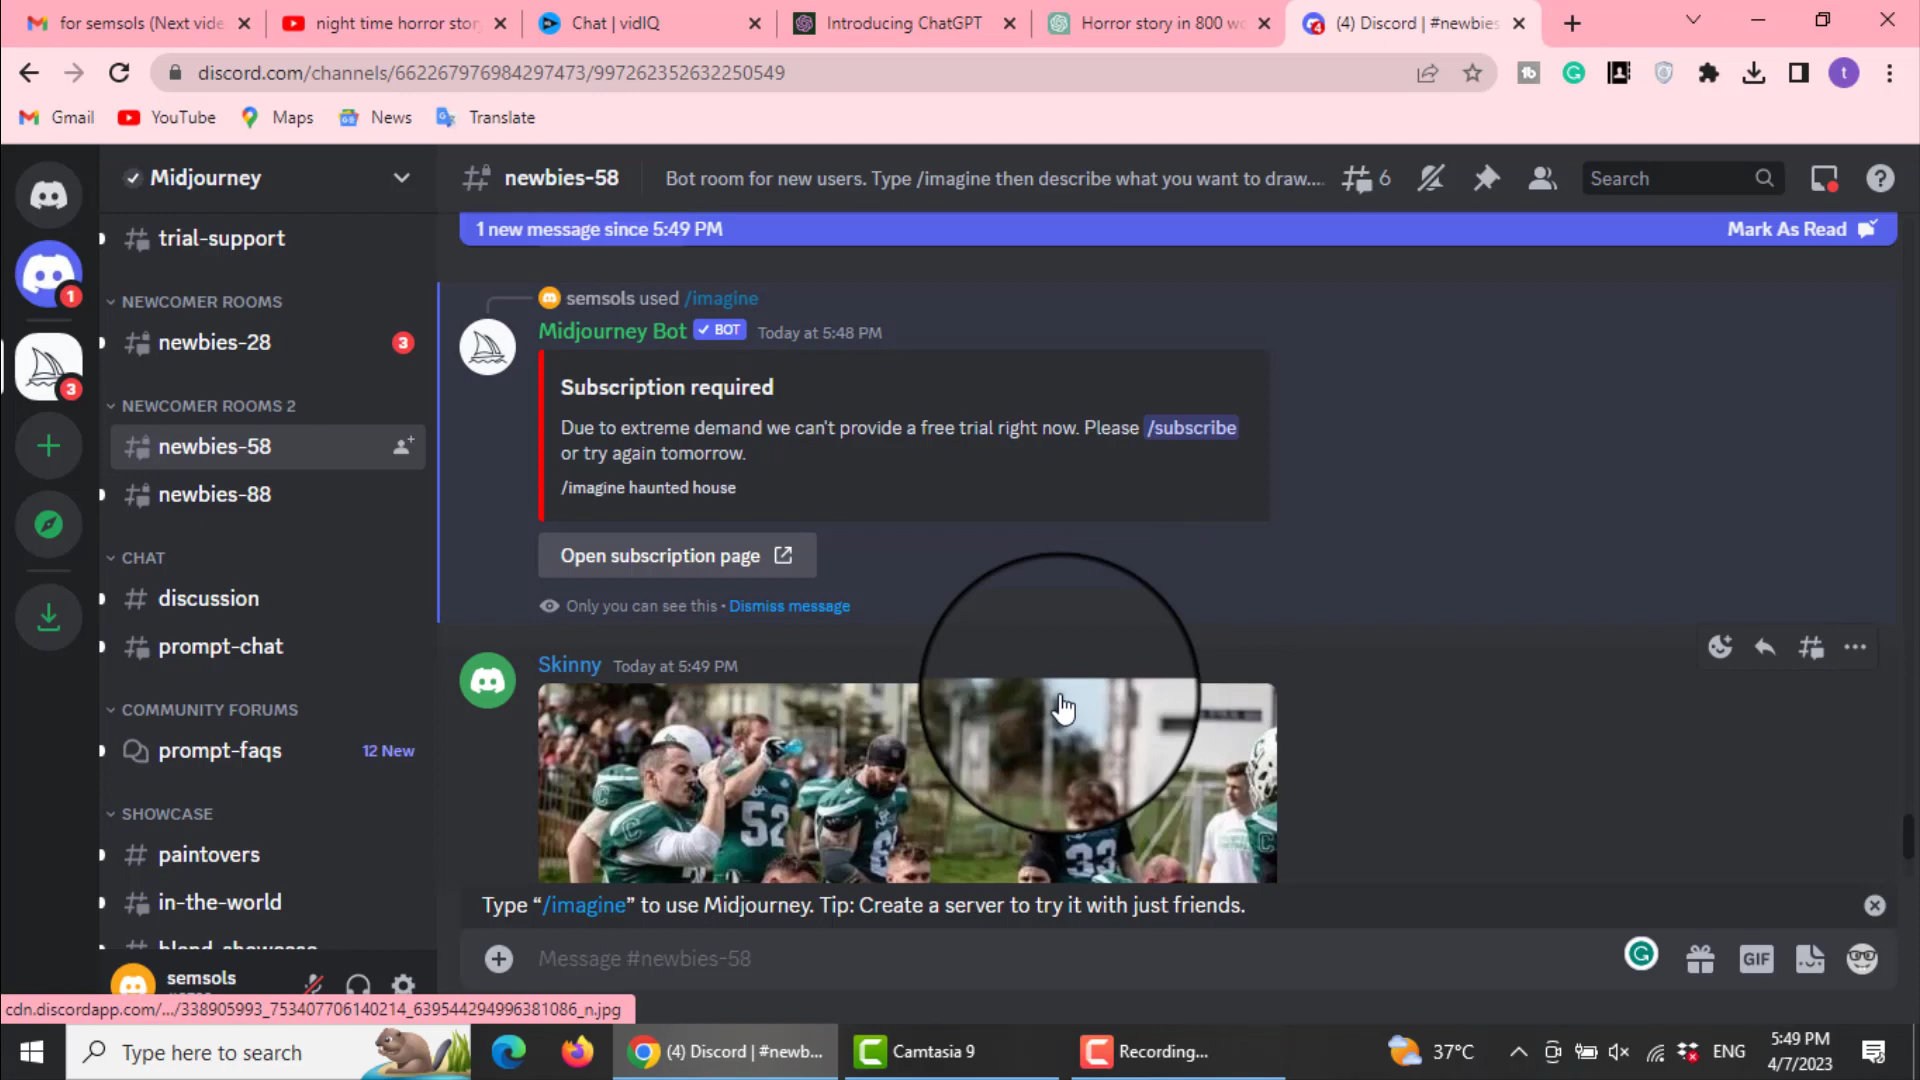 for semsols (Next vide
night time horror stor
Chat | vidIQ
Introducing ChatGPT
Horror story in 800 wo
(4) Discord | #newbies
discord.com/channels/662267976984297473/997262352632250549
Gmail
YouTube
Maps
News
Translate
Midjourney
newbies-58
Bot room for new users. Type /imagine then describe what you want to draw....
6
Search
1 new message since 5:49 PM
Mark As Read
trial-support
NEWCOMER ROOMS
newbies-28
3
NEWCOMER ROOMS 2
newbies-58
newbies-88
CHAT
discussion
prompt-chat
COMMUNITY FORUMS
prompt-faqs
12 New
SHOWCASE
paintovers
in-the-world
blend-showcase
semsols
1
3
semsols used /imagine
Midjourney Bot
BOT
Today at 5:48 PM
Subscription required
Due to extreme demand we can't provide a free trial right now. Please /subscribe
or try again tomorrow.
/imagine haunted house
Open subscription page
Only you can see this • Dismiss message
Skinny
Today at 5:49 PM
52
33
C
Type “/imagine” to use Midjourney. Tip: Create a server to try it with just friends.
Message #newbies-58
GIF
cdn.discordapp.com/.../338905993_753407706140214_6395442949963810​86_n.jpg
Type here to search
(4) Discord | #newb...
Camtasia 9
Recording...
37°C
ENG
5:49 PM
4/7/2023